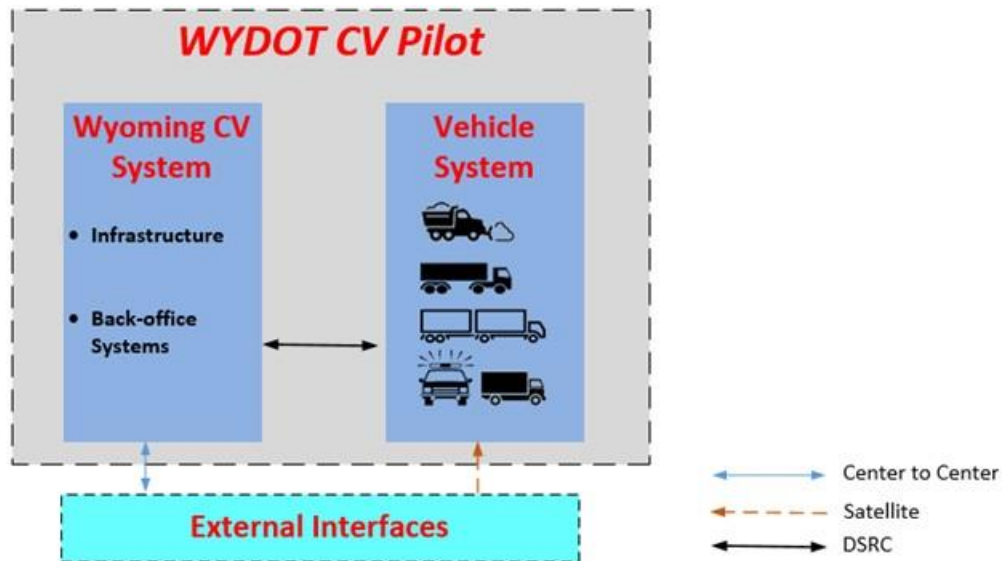 WYDOT CV Pilot
Wyoming CV
System
• Infrastructure
• Back-office
Systems
Vehicle
System
External Interfaces
Center to Center
Satellite
DSRC